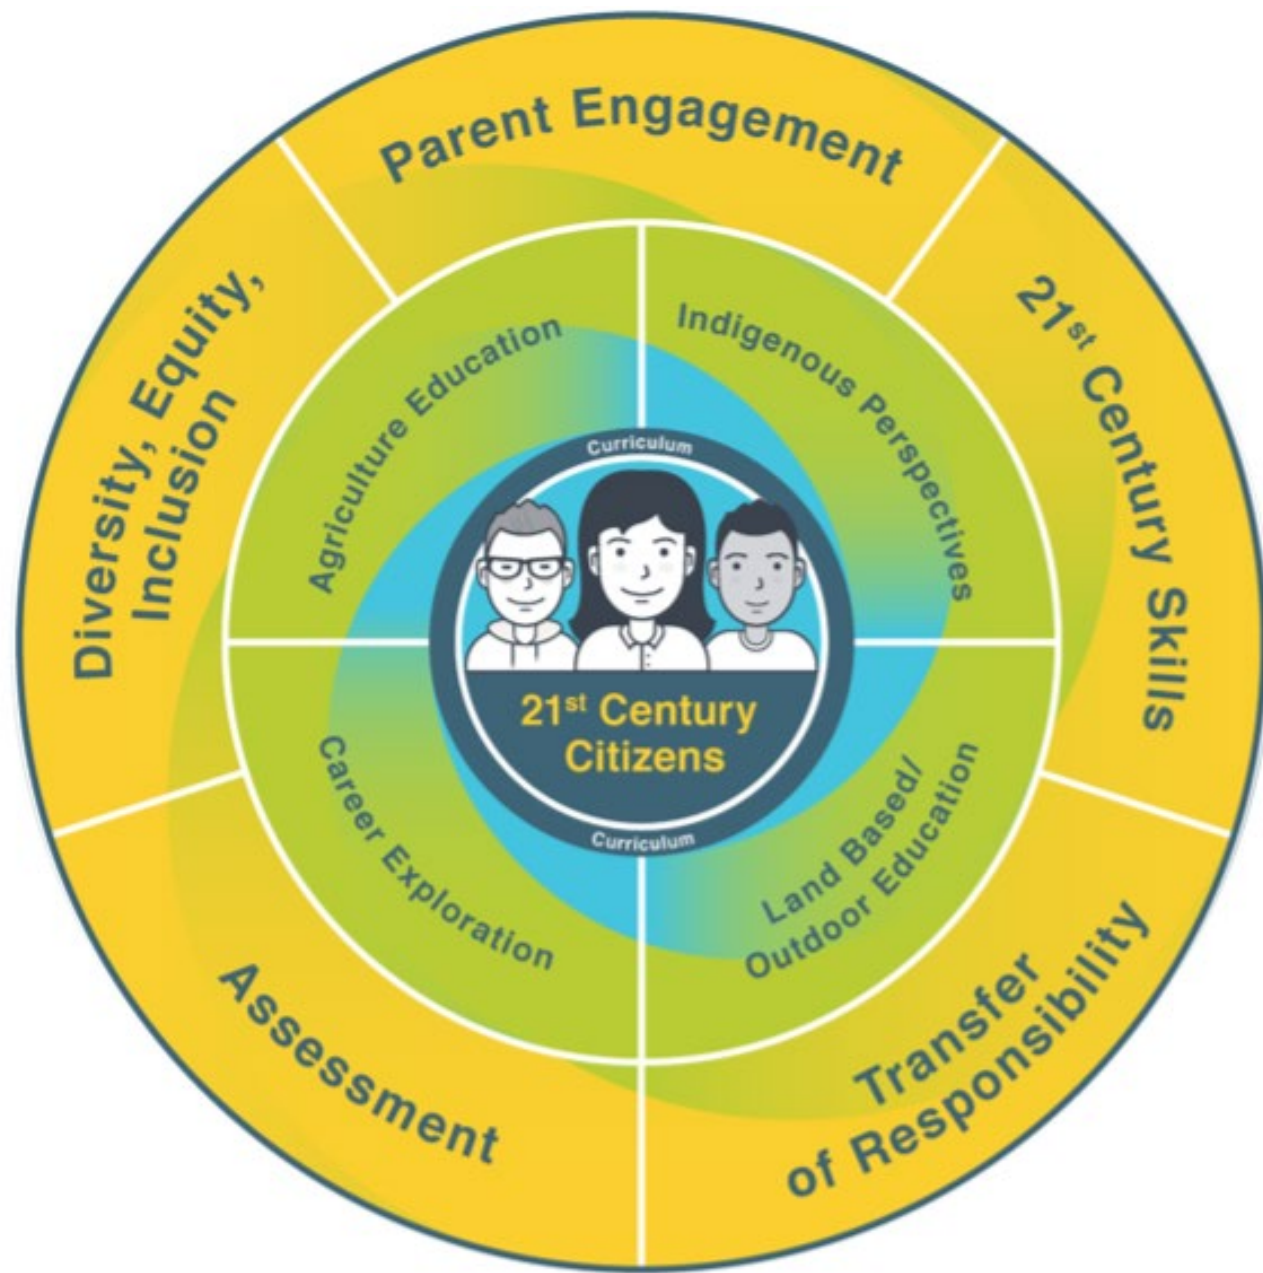 Parent Engagement
21st Century Skills
Transfer
of Responsibility
Assessment
Diversity, Equity,
Inclusion
Agriculture Education
Indigenous Perspectives
Land Based/
Outdoor Education
Career Exploration
Curriculum
21st Century
Citizens
Curriculum